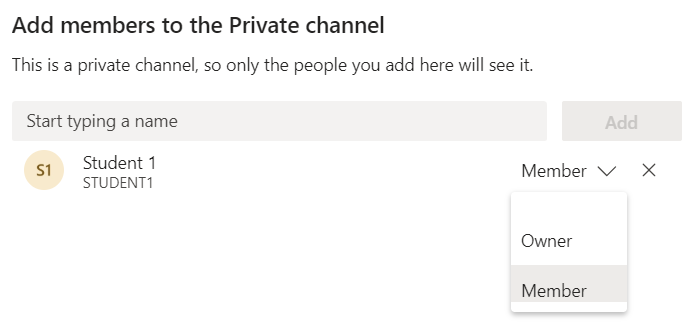 Add members to the Private channel
This is a private channel, so only the people you add here will see it.
Start typing a name
Add
S1
Student 1
STUDENT1
Member
Owner
Member